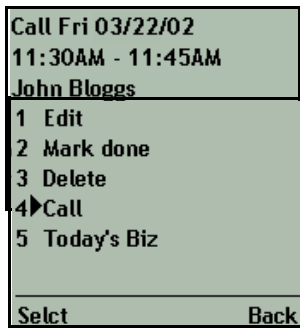 Call Fri 03/22/02
11:30AM - 11:45AM
John Bloggs
1 Edit
2 Mark done
3 Delete
4 Call
5 Today's Biz
Selct Back